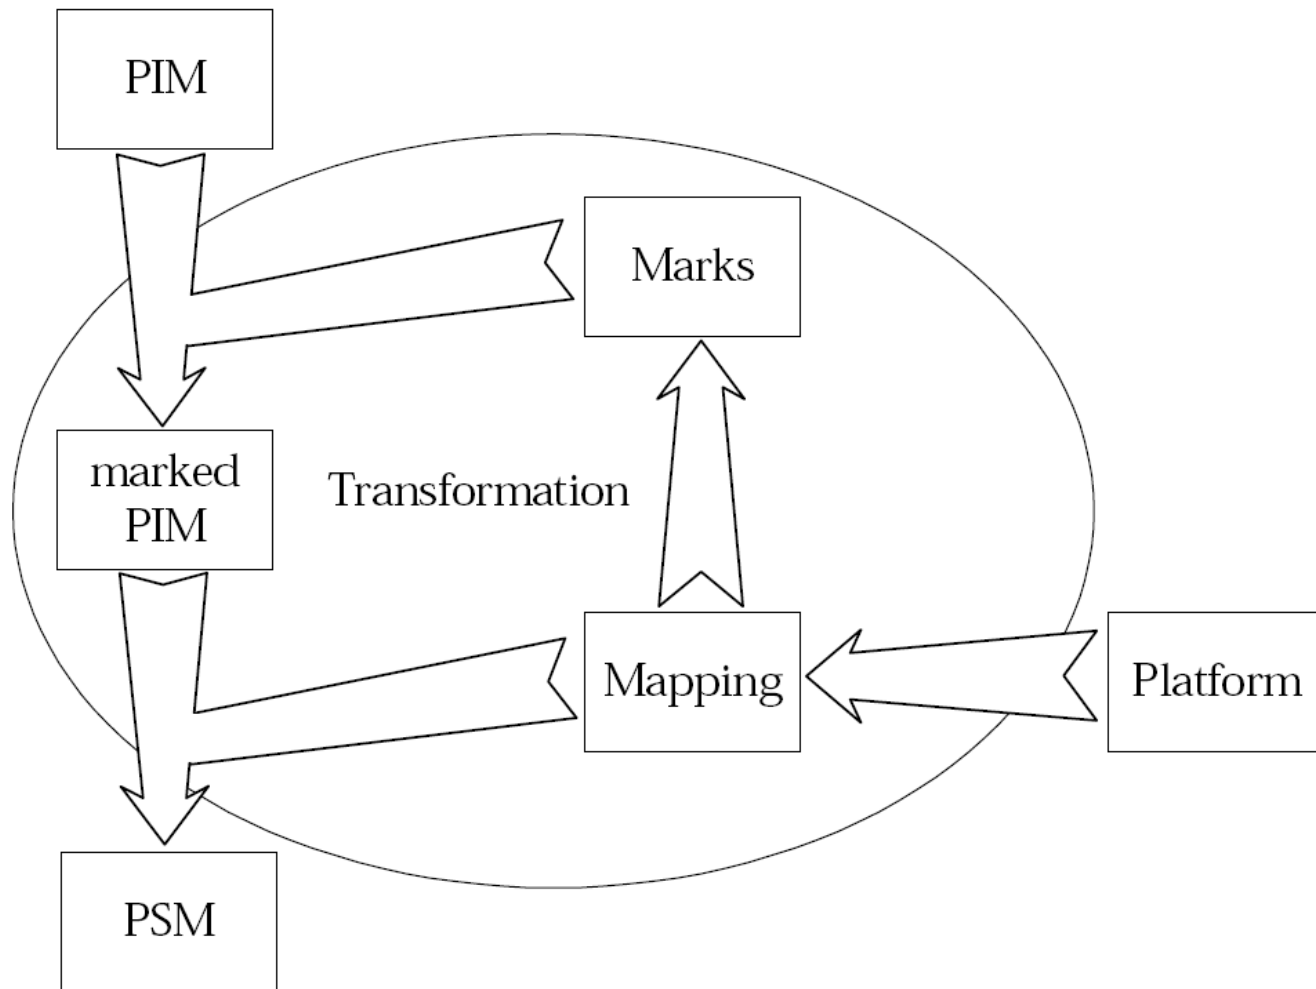 PIM
Marks
marked
PIM
Transformation
Mapping
Platform
PSM